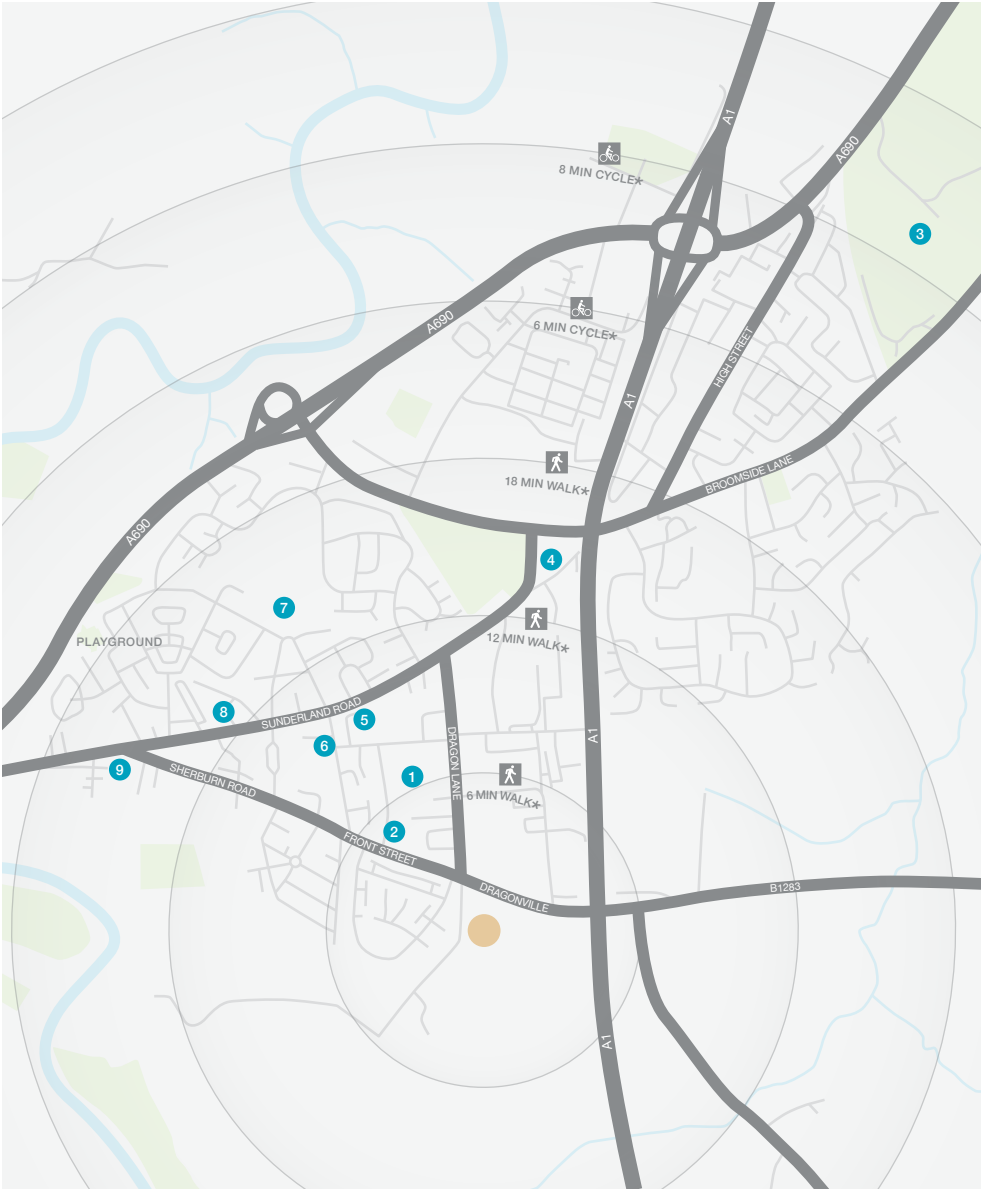 A1
A690
8 MIN CYCLE*
3
A690
6 MIN CYCLE*
HIGH STREET
A1
18 MIN WALK*
BROOMSIDE LANE
A690
4
7
12 MIN WALK*
PLAYGROUND
8
SUNDERLAND ROAD
5
6
A1
DRAGON LANE
9
SHERBURN ROAD
1
6 MIN WALK*
2
FRONT STREET
DRAGONVILLE
B1283
A1